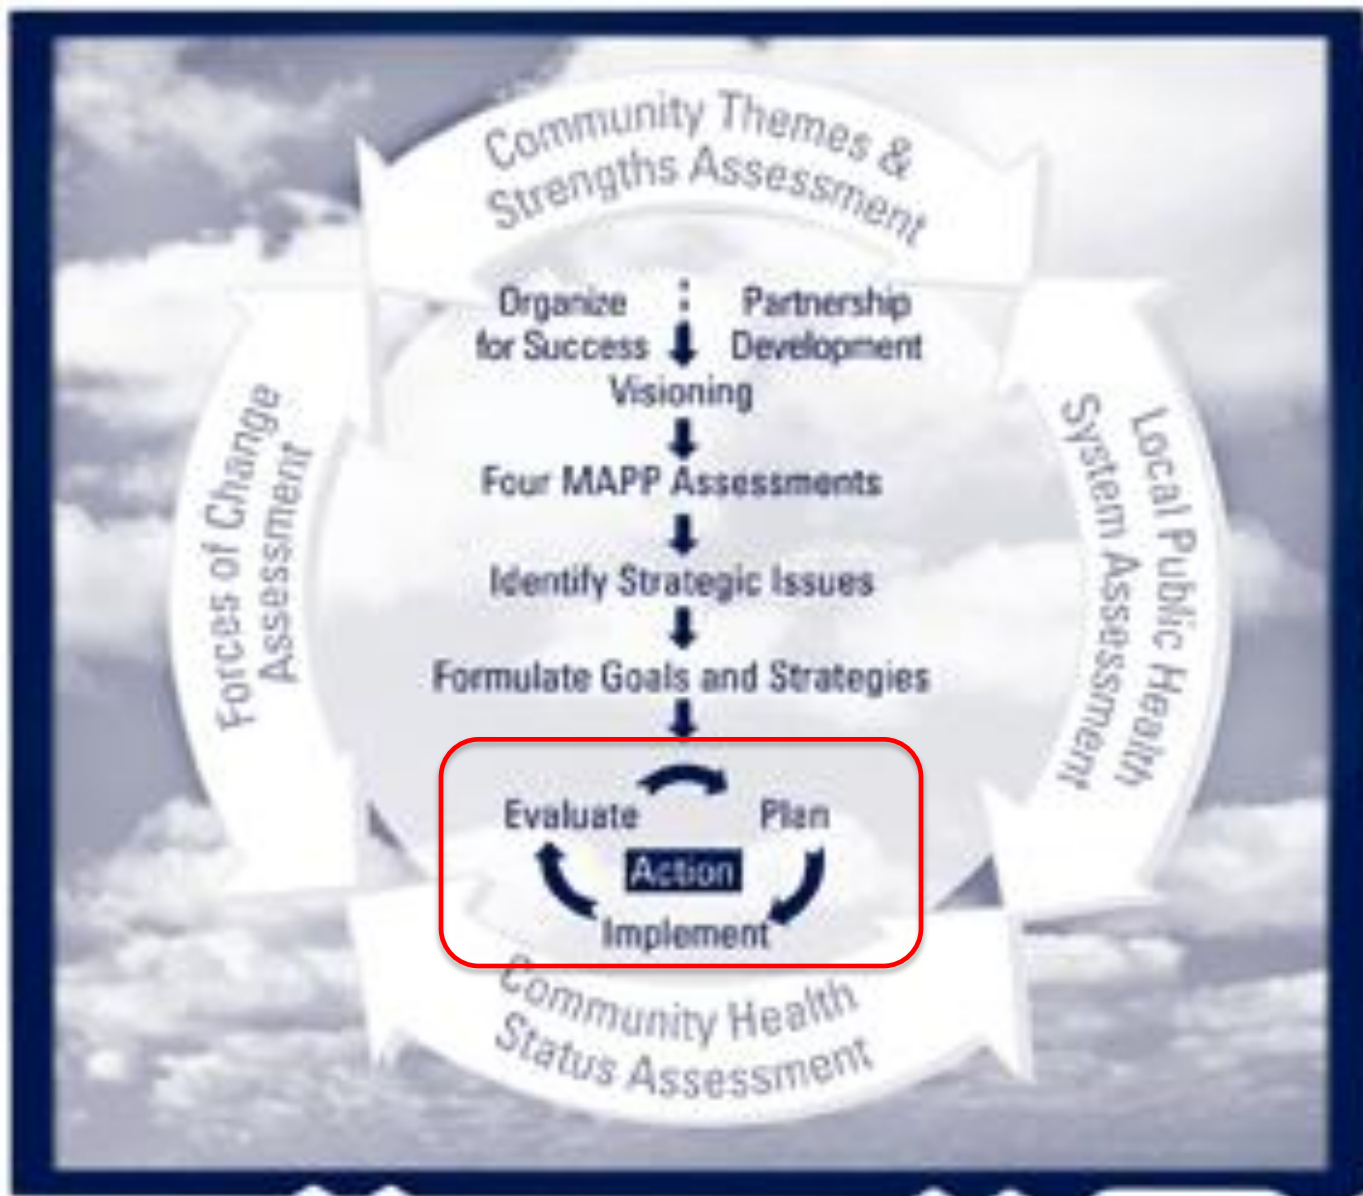 Community Themes &
Strengths Assessment
Organize
for Success
Partnership
Development
Visioning
Four MAPP Assessments
Identify Strategic Issues
Formulate Goals and Strategies
Evaluate
Plan
Action
Implement
Forces of Change
Assessment
Local Public Health
System Assessment
Community Health
Status Assessment